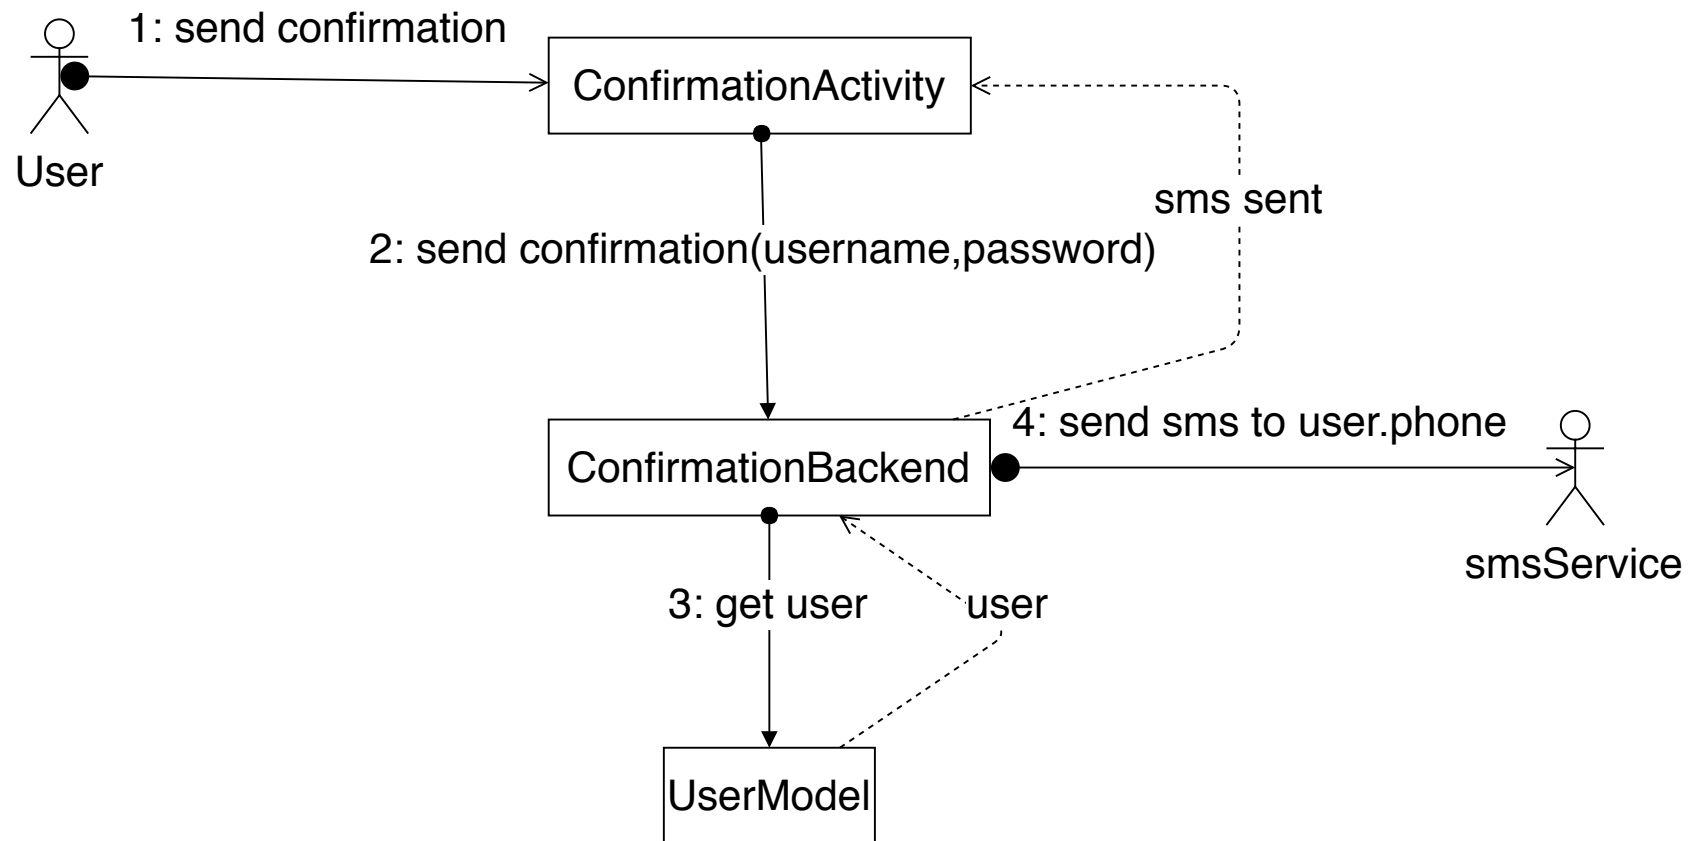 1: send confirmation
ConfirmationActivity
User
sms sent
2: send confirmation(username,password)
4: send sms to user.phone
ConfirmationBackend
smsService
3: get user
user
UserModel